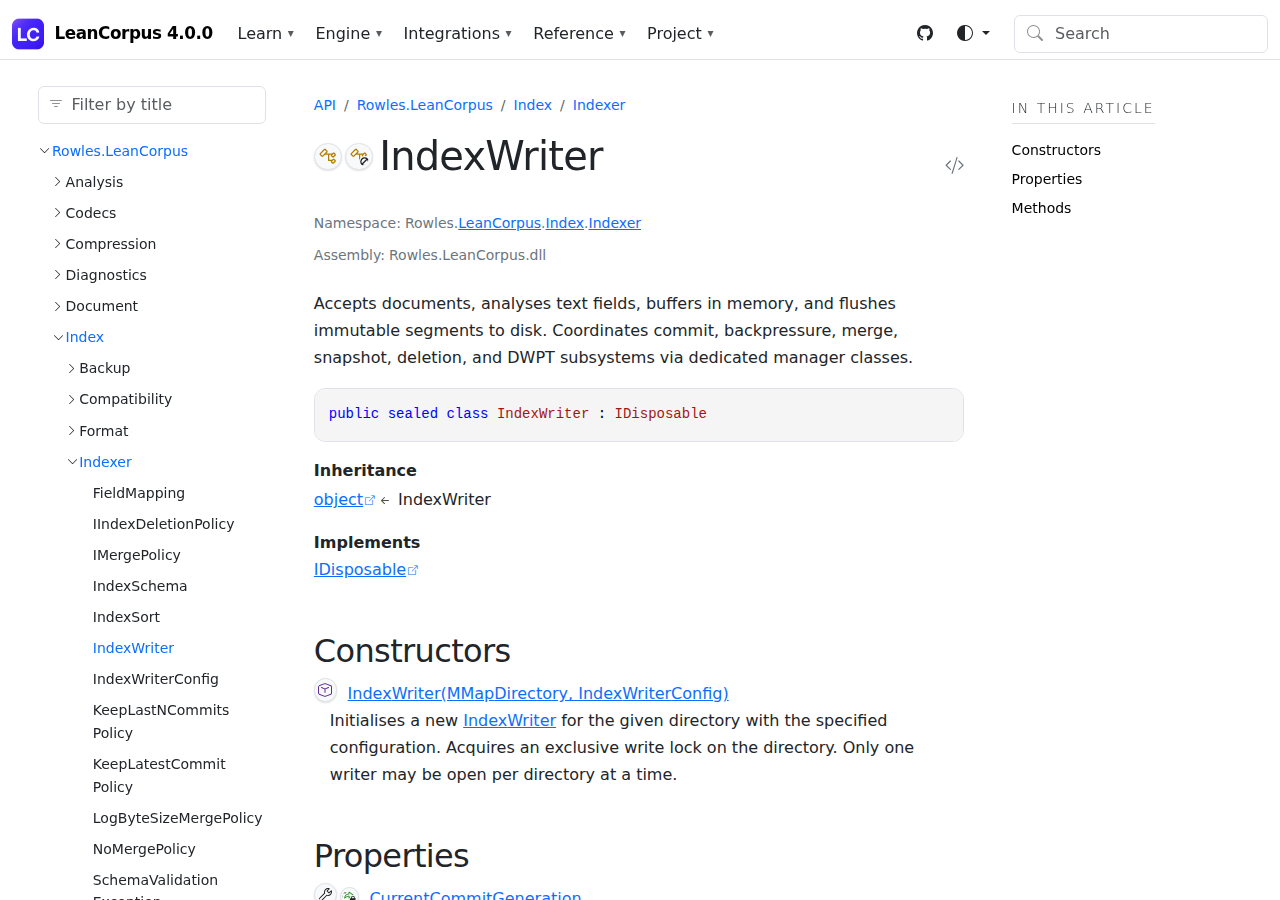 LC LeanCorpus 4.0.0 Learn ▾ Engine ▾ Integrations ▾ Reference ▾ Project ▾ Search
Filter by title
Rowles.LeanCorpus
Analysis
Codecs
Compression
Diagnostics
Document
Index
Backup
Compatibility
Format
Indexer
FieldMapping
IIndexDeletionPolicy
IMergePolicy
IndexSchema
IndexSort
IndexWriter
IndexWriterConfig
KeepLastNCommits
Policy
KeepLatestCommit
Policy
LogByteSizeMergePolicy
NoMergePolicy
SchemaValidation
Exception
API / Rowles.LeanCorpus / Index / Indexer
IndexWriter
Namespace: Rowles.LeanCorpus.Index.Indexer
Assembly: Rowles.LeanCorpus.dll
Accepts documents, analyses text fields, buffers in memory, and flushes
immutable segments to disk. Coordinates commit, backpressure, merge,
snapshot, deletion, and DWPT subsystems via dedicated manager classes.
public sealed class IndexWriter : IDisposable
Inheritance
object ← IndexWriter
Implements
IDisposable
Constructors
IndexWriter(MMapDirectory, IndexWriterConfig)
Initialises a new IndexWriter for the given directory with the specified
configuration. Acquires an exclusive write lock on the directory. Only one
writer may be open per directory at a time.
Properties
CurrentCommitGeneration
IN THIS ARTICLE
Constructors
Properties
Methods